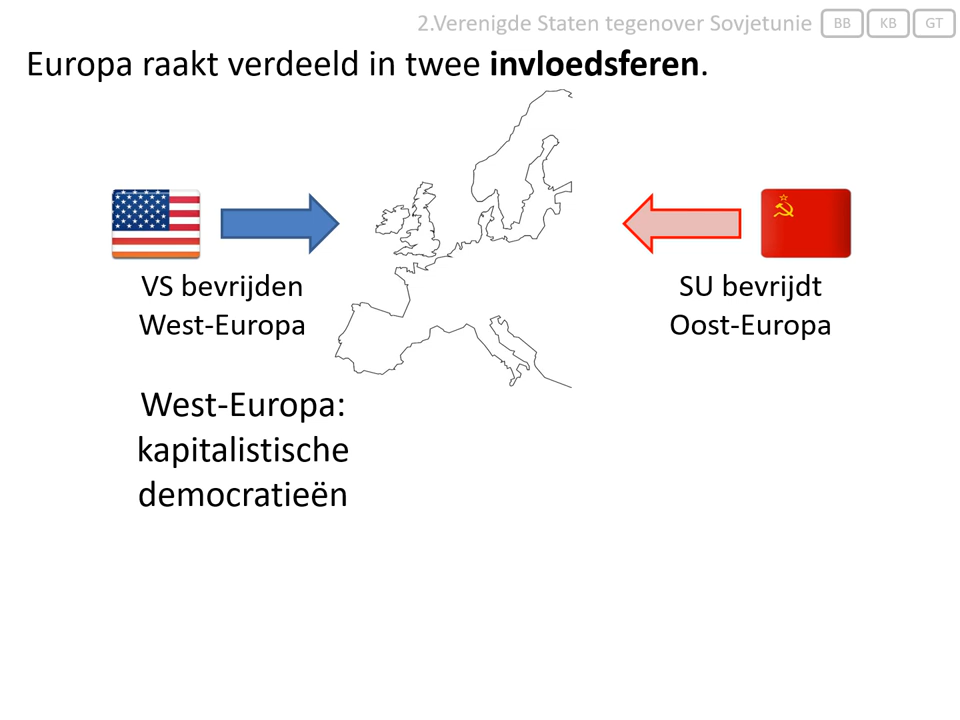 2.Verenigde Staten tegenover Sovjetunie BB KB GT
Europa raakt verdeeld in twee invloedsferen.
VS bevrijden
West-Europa
SU bevrijdt
Oost-Europa
West-Europa:
kapitalistische
democratieën